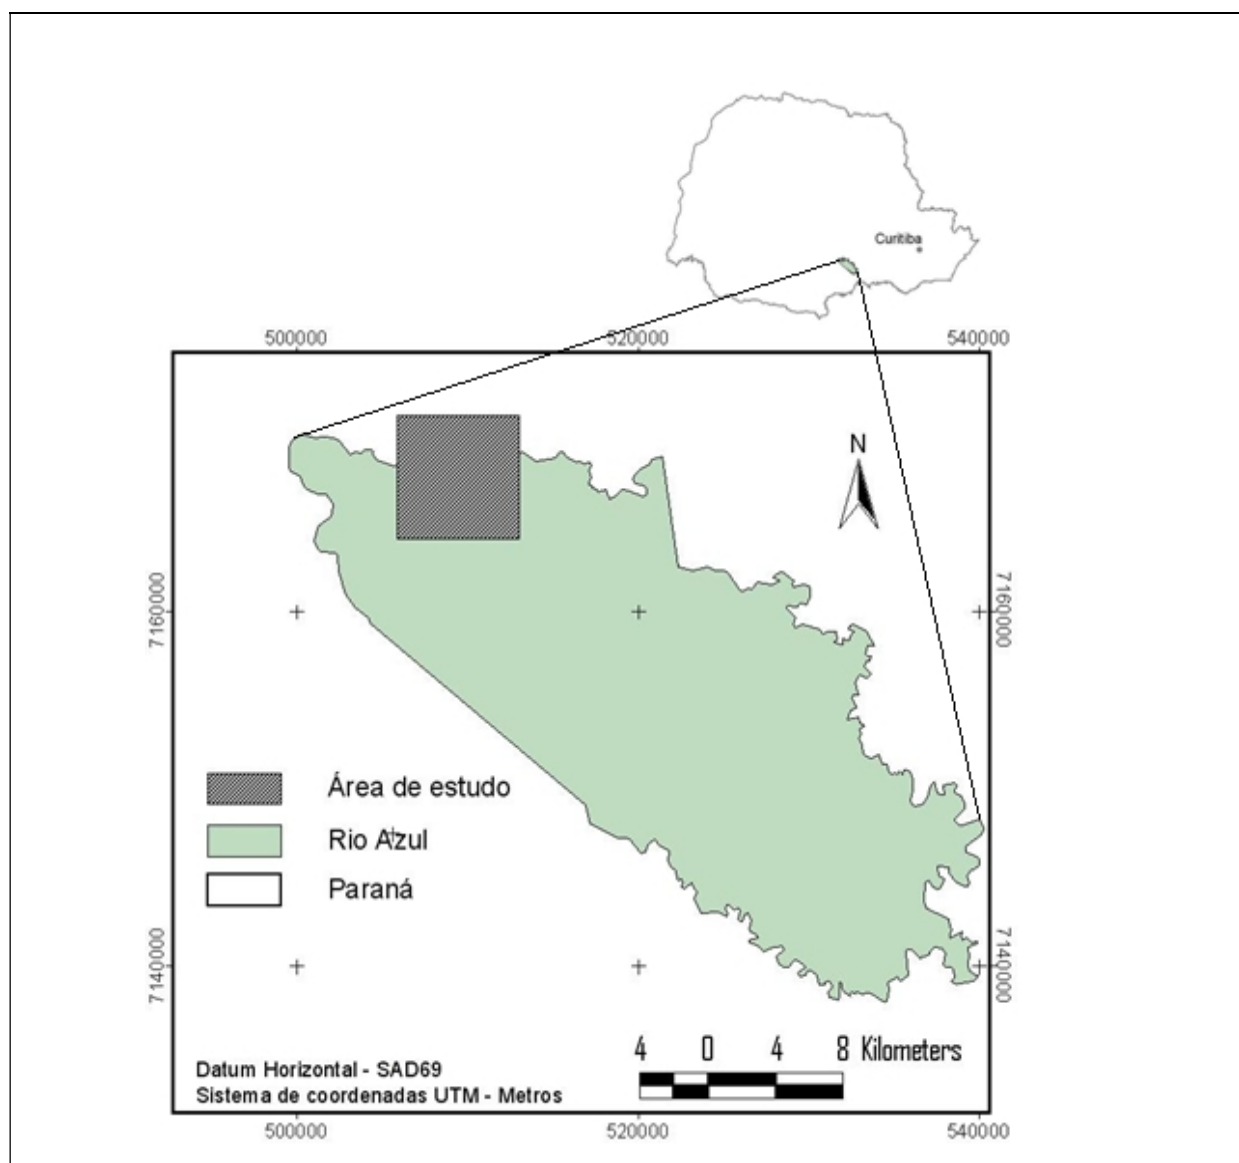 Curitiba
500000 520000 540000
N
7160000 7160000
Área de estudo
Rio Azul
Paraná
7140000 7140000
4 0 4 8 Kilometers
Datum Horizontal - SAD69
Sistema de coordenadas UTM - Metros
500000 520000 540000